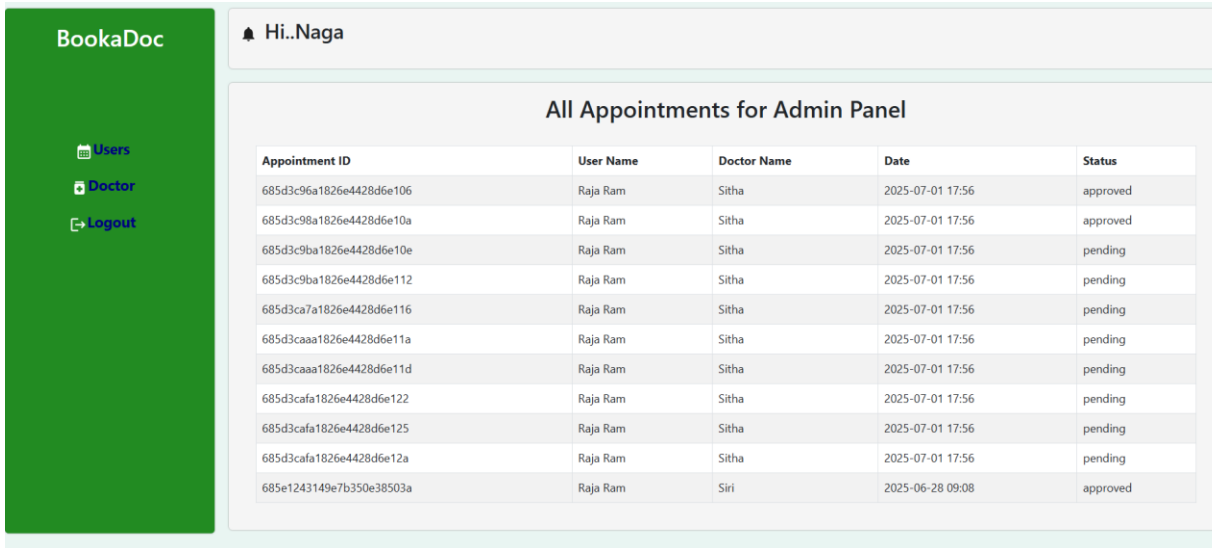 BookaDoc
Users
Doctor
Logout
Hi..Naga
All Appointments for Admin Panel
Appointment ID User Name Doctor Name Date Status
685d3c96a1826e4428d6e106 Raja Ram Sitha 2025-07-01 17:56 approved
685d3c98a1826e4428d6e10a Raja Ram Sitha 2025-07-01 17:56 approved
685d3c9ba1826e4428d6e10e Raja Ram Sitha 2025-07-01 17:56 pending
685d3c9ba1826e4428d6e112 Raja Ram Sitha 2025-07-01 17:56 pending
685d3ca7a1826e4428d6e116 Raja Ram Sitha 2025-07-01 17:56 pending
685d3caaa1826e4428d6e11a Raja Ram Sitha 2025-07-01 17:56 pending
685d3caaa1826e4428d6e11d Raja Ram Sitha 2025-07-01 17:56 pending
685d3cafa1826e4428d6e122 Raja Ram Sitha 2025-07-01 17:56 pending
685d3cafa1826e4428d6e125 Raja Ram Sitha 2025-07-01 17:56 pending
685d3cafa1826e4428d6e12a Raja Ram Sitha 2025-07-01 17:56 pending
685e1243149e7b350e38503a Raja Ram Siri 2025-06-28 09:08 approved